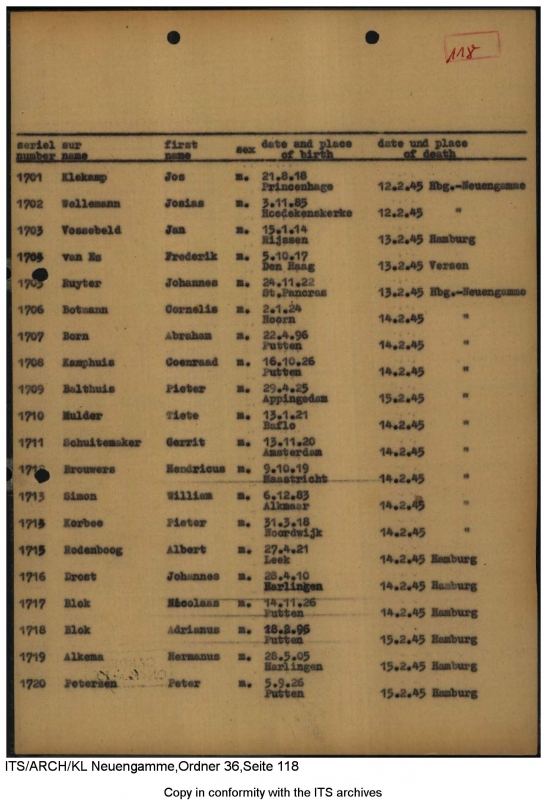 118
seriel number sur name first name sex date and place of birth date und place of death
1701 Klekamp Jos m. 21.8.18 Princenhage 12.2.45 Hbg.-Neuengamme
1702 Wellemann Josias m. 3.11.85 Hoedekenskerke 12.2.45 "
1703 Vossebeld Jan m. 15.1.14 Rijssen 13.2.45 Hamburg
1704 van Es Frederik m. 5.10.17 Den Haag 13.2.45 Versen
1705 Ruyter Johannes m. 24.11.22 St.Pancras 13.2.45 Hbg.-Neuengamme
1706 Botmann Cornelis m. 2.1.24 Hoorn 14.2.45 "
1707 Born Abraham m. 22.4.96 Putten 14.2.45 "
1708 Kamphuis Coenraad m. 16.10.26 Putten 14.2.45 "
1709 Balthuis Pieter m. 29.4.25 Appingedam 15.2.45 "
1710 Mulder Tiete m. 13.1.21 Baflo 14.2.45 "
1711 Schuitemaker Gerrit m. 13.11.20 Amsterdam 14.2.45 "
1712 Brouwers Hendricus m. 9.10.19 Maastricht 14.2.45 "
1713 Simon William m. 6.12.83 Alkmaar 14.2.45 "
1714 Korbee Pieter m. 31.3.18 Noordwijk 14.2.45 "
1715 Rodenboog Albert m. 27.4.21 Leek 14.2.45 Hamburg
1716 Drost Johannes m. 28.4.10 Harlingen 14.2.45 Hamburg
1717 Blok Nicolaas m. 14.11.26 Putten 14.2.45 Hamburg
1718 Blok Adrianus m. 18.2.96 Putten 15.2.45 Hamburg
1719 Alkema Hermanus m. 28.5.05 Harlingen 15.2.45 Hamburg
1720 Petersen Peter m. 5.9.26 Putten 15.2.45 Hamburg
ITS/ARCH/KL Neuengamme,Ordner 36,Seite 118
Copy in conformity with the ITS archives